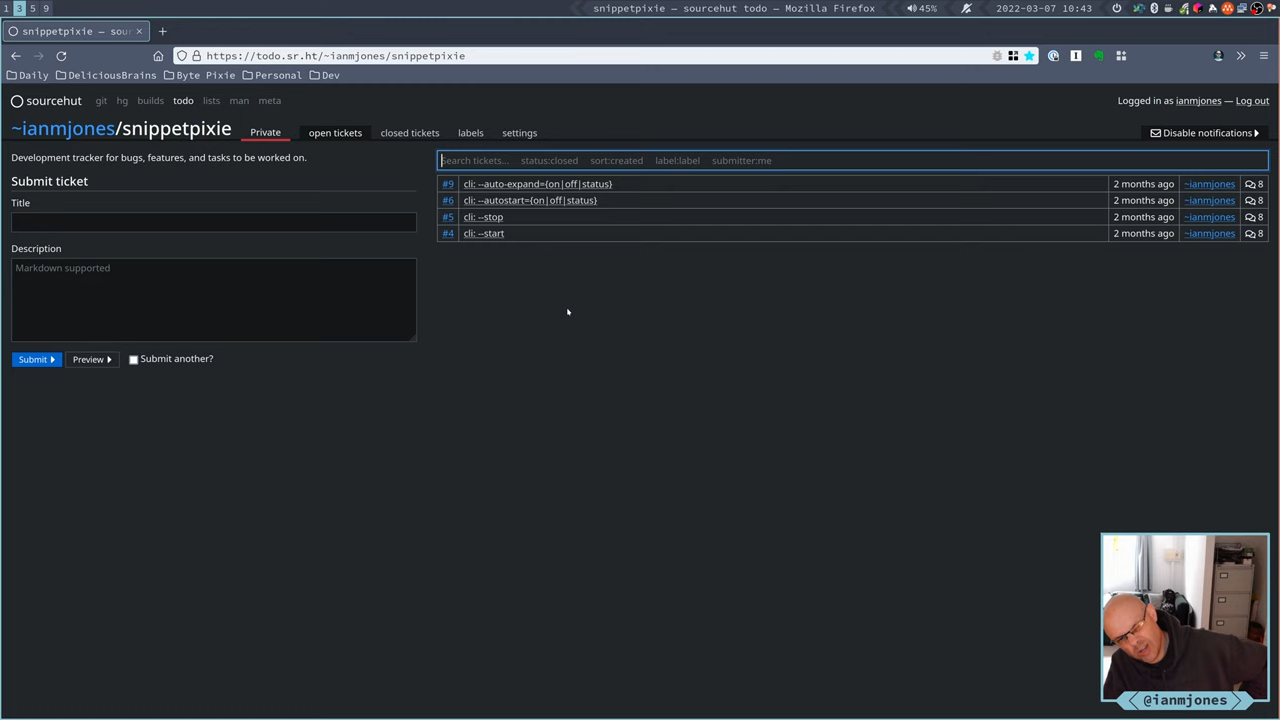 1 3 5 9
snippetpixie — sourcehut todo — Mozilla Firefox
45%
2022-03-07 10:43
snippetpixie — sour
https://todo.sr.ht/~ianmjones/snippetpixie
Daily DeliciousBrains Byte Pixie Personal Dev
sourcehut git hg builds todo lists man meta
Logged in as ianmjones — Log out
~ianmjones/snippetpixie Private open tickets closed tickets labels settings
Disable notifications
Development tracker for bugs, features, and tasks to be worked on.
Search tickets... status:closed sort:created label:label submitter:me
Submit ticket
Title
Description
Markdown supported
Submit Preview Submit another?
#9 cli: --auto-expand={on|off|status} 2 months ago ~ianmjones 8
#6 cli: --autostart={on|off|status} 2 months ago ~ianmjones 8
#5 cli: --stop 2 months ago ~ianmjones 8
#4 cli: --start 2 months ago ~ianmjones 8
@ianmjones